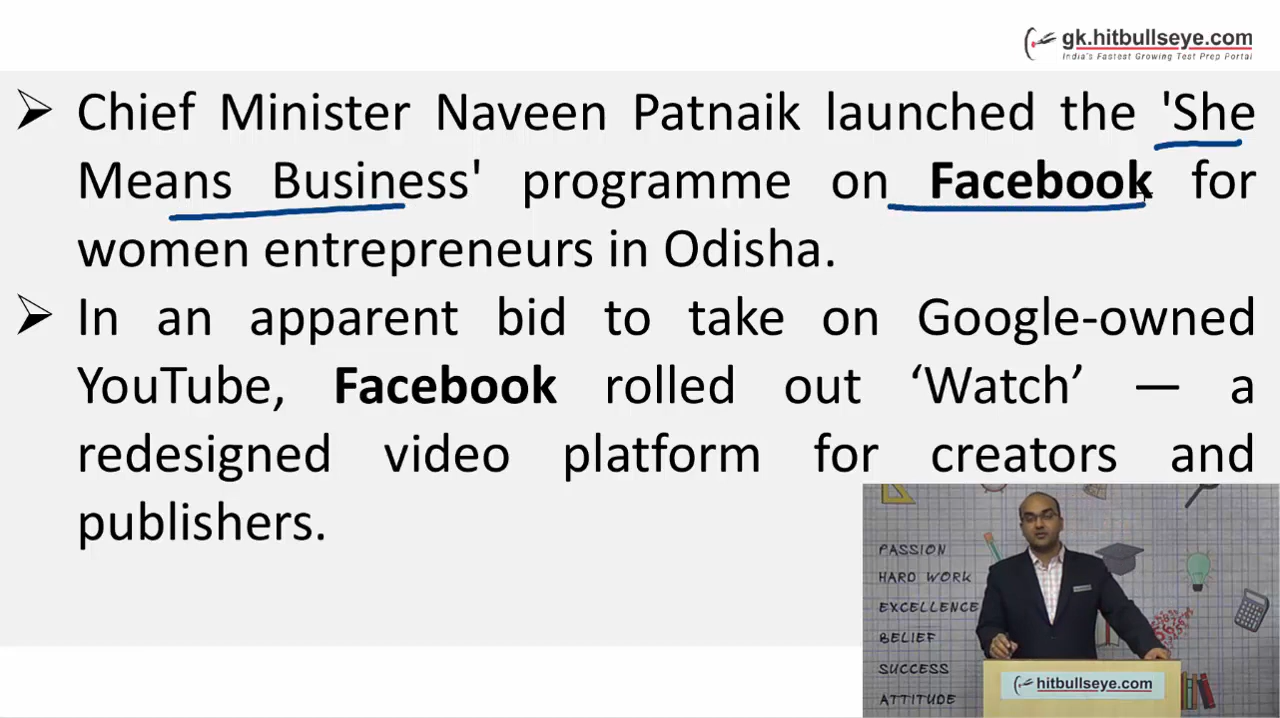 gk.hitbullseye.com
India's Fastest Growing Test Prep Portal
➢ Chief Minister Naveen Patnaik launched the 'She
Means Business' programme on Facebook for
women entrepreneurs in Odisha.
➢ In an apparent bid to take on Google-owned
YouTube, Facebook rolled out ‘Watch’ — a
redesigned video platform for creators and
publishers.
PASSION
HARD WORK
EXCELLENCE
BELIEF
SUCCESS
ATTITUDE
hitbullseye.com